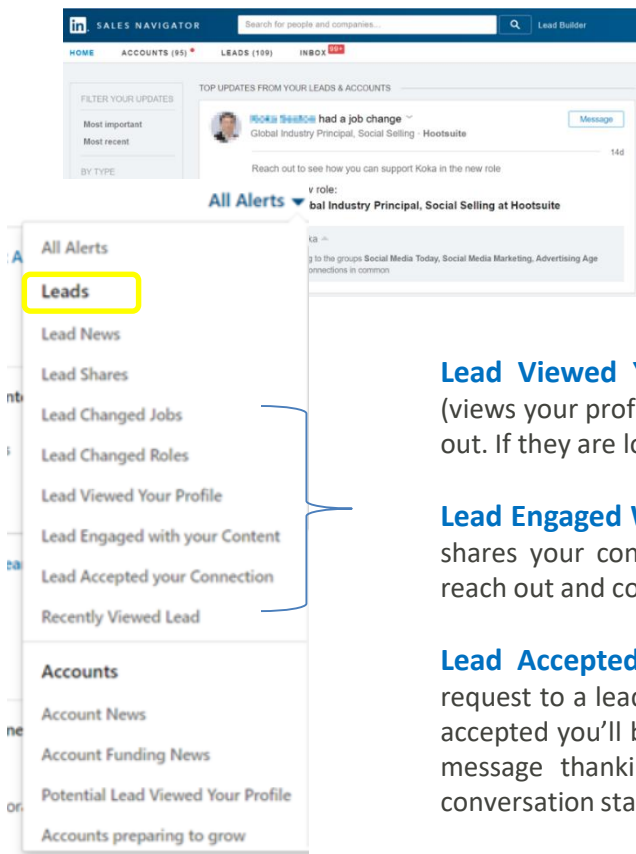 in SALES NAVIGATOR
Search for people and companies...
Lead Builder
HOME ACCOUNTS (95) LEADS (109) INBOX 99+
TOP UPDATES FROM YOUR LEADS & ACCOUNTS
FILTER YOUR UPDATES
Most important
Most recent
BY TYPE
had a job change
Message
Global Industry Principal, Social Selling - Hootsuite
14d
Reach out to see how you can support Koka in the new role
role:
bal Industry Principal, Social Selling at Hootsuite
ka
g to the groups Social Media Today, Social Media Marketing, Advertising Age
onnections in common
All Alerts
All Alerts
Leads
Lead News
Lead Shares
Lead Changed Jobs
Lead Changed Roles
Lead Viewed Your Profile
Lead Engaged with your Content
Lead Accepted your Connection
Recently Viewed Lead
Accounts
Account News
Account Funding News
Potential Lead Viewed Your Profile
Accounts preparing to grow
Lead Viewed
(views your prof
out. If they are lo
Lead Engaged
shares your con
reach out and co
Lead Accepted
request to a lead
accepted you'll b
message thanki
conversation sta